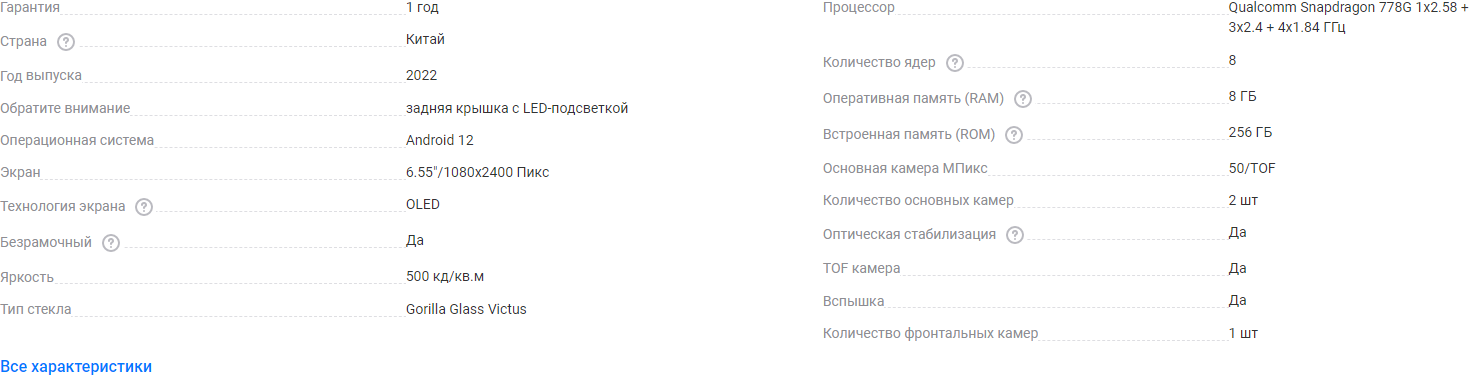 Гарантия 1 год
Страна ? Китай
Год выпуска 2022
Обратите внимание задняя крышка с LED-подсветкой
Операционная система Android 12
Экран 6.55"/1080x2400 Пикс
Технология экрана ? OLED
Безрамочный ? Да
Яркость 500 кд/кв.м
Тип стекла Gorilla Glass Victus
Все характеристики
Процессор Qualcomm Snapdragon 778G 1x2.58 +
3x2.4 + 4x1.84 ГГц
Количество ядер ? 8
Оперативная память (RAM) ? 8 ГБ
Встроенная память (ROM) ? 256 ГБ
Основная камера МПикс 50/TOF
Количество основных камер 2 шт
Оптическая стабилизация ? Да
TOF камера Да
Вспышка Да
Количество фронтальных камер 1 шт